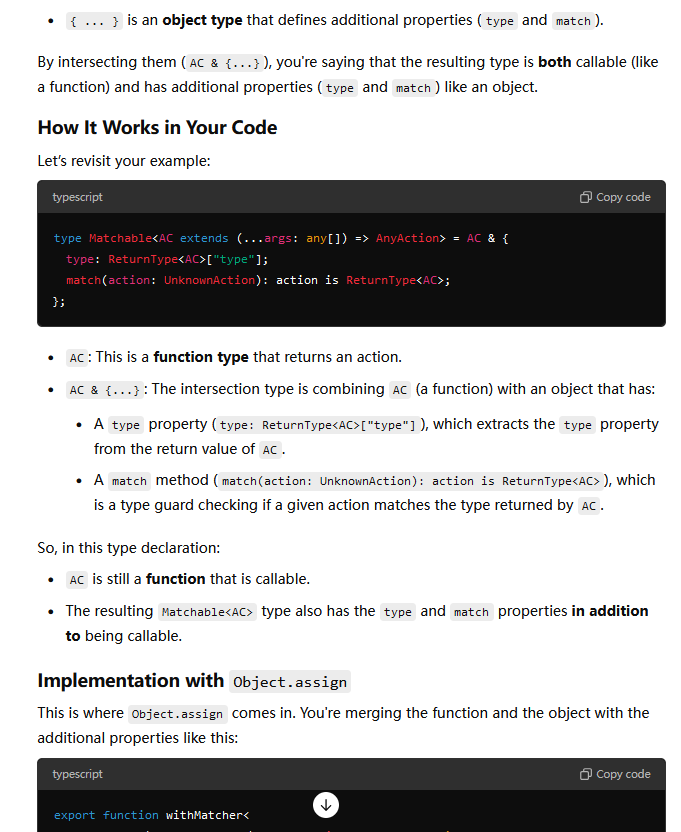 { ... } is an object type that defines additional properties ( type and match ).
By intersecting them ( AC & {...} ), you're saying that the resulting type is both callable (like
a function) and has additional properties ( type and match ) like an object.
How It Works in Your Code
Let's revisit your example:
typescript Copy code
type Matchable<AC extends (...args: any[]) => AnyAction> = AC & {
type: ReturnType<AC>["type"];
match(action: UnknownAction): action is ReturnType<AC>;
};
AC : This is a function type that returns an action.
AC & {...} : The intersection type is combining AC (a function) with an object that has:
A type property ( type: ReturnType<AC>["type"] ), which extracts the type property
from the return value of AC .
A match method ( match(action: UnknownAction): action is ReturnType<AC> ), which
is a type guard checking if a given action matches the type returned by AC .
So, in this type declaration:
AC is still a function that is callable.
The resulting Matchable<AC> type also has the type and match properties in addition
to being callable.
Implementation with Object.assign
This is where Object.assign comes in. You're merging the function and the object with the
additional properties like this:
typescript Copy code
export function withMatcher<